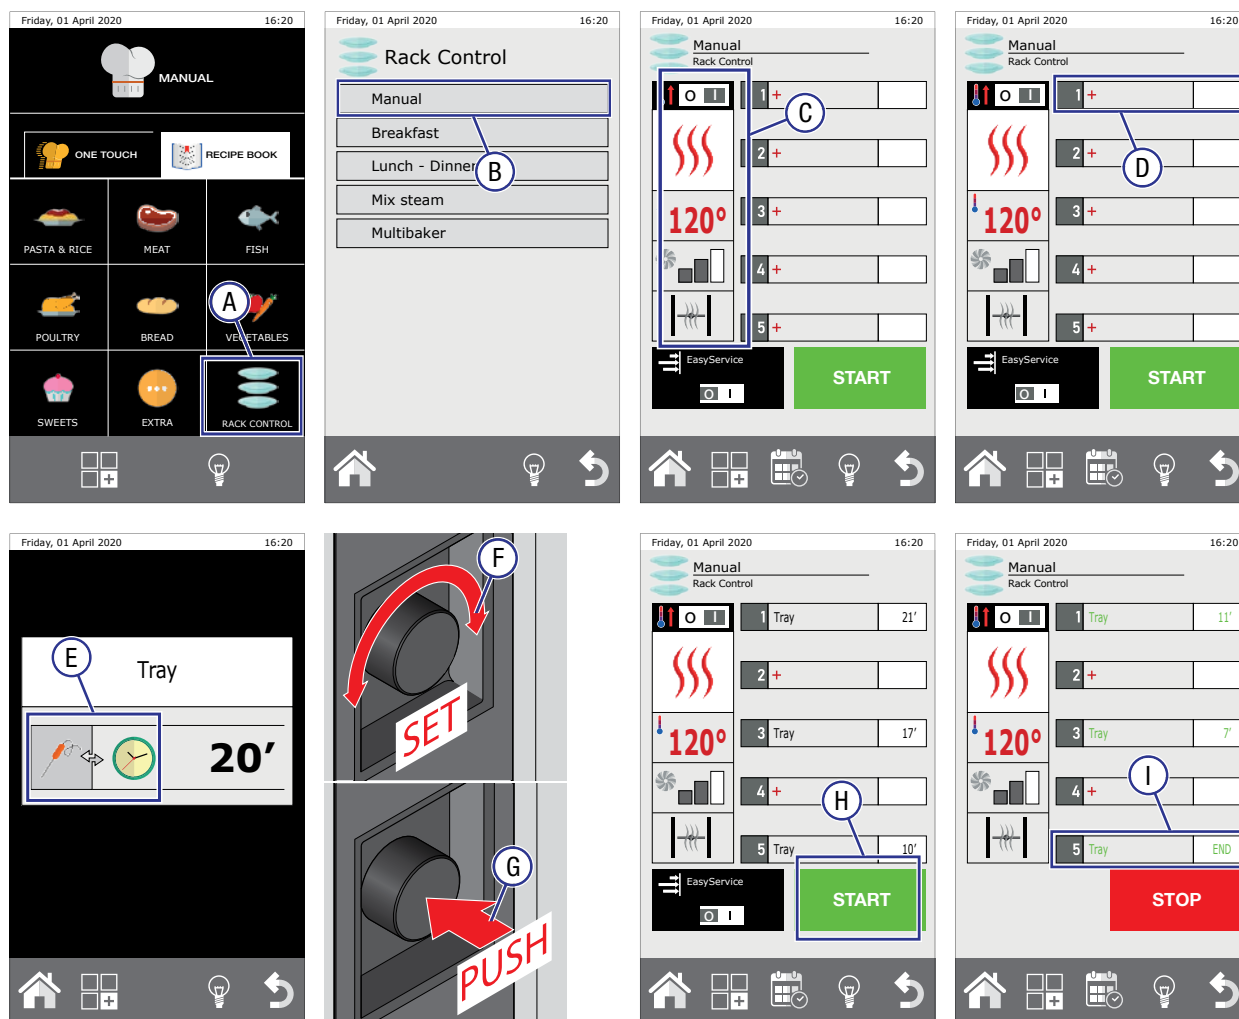 Friday, 01 April 2020 16:20
MANUAL
ONE TOUCH
RECIPE BOOK
PASTA & RICE
MEAT
FISH
A
POULTRY
BREAD
VEGETABLES
SWEETS
EXTRA
RACK CONTROL
Friday, 01 April 2020 16:20
Rack Control
Manual
Breakfast
Lunch - Dinner
B
Mix steam
Multibaker
Friday, 01 April 2020 16:20
Manual
Rack Control
O I
1 +
C
2 +
120°
3 +
4 +
5 +
EasyService
O I
START
Friday, 01 April 2020 16:20
Manual
Rack Control
O I
1 +
2 +
D
120°
3 +
4 +
5 +
EasyService
O I
START
Friday, 01 April 2020 16:20
E
Tray
20′
F
SET
G
PUSH
Friday, 01 April 2020 16:20
Manual
Rack Control
O I
1 Tray 21′
2 +
120°
3 Tray 17′
4 +
H
5 Tray 10′
EasyService
O I
START
Friday, 01 April 2020 16:20
Manual
Rack Control
O I
1 Tray 11′
2 +
120°
3 Tray 7′
I
4 +
5 Tray END
STOP